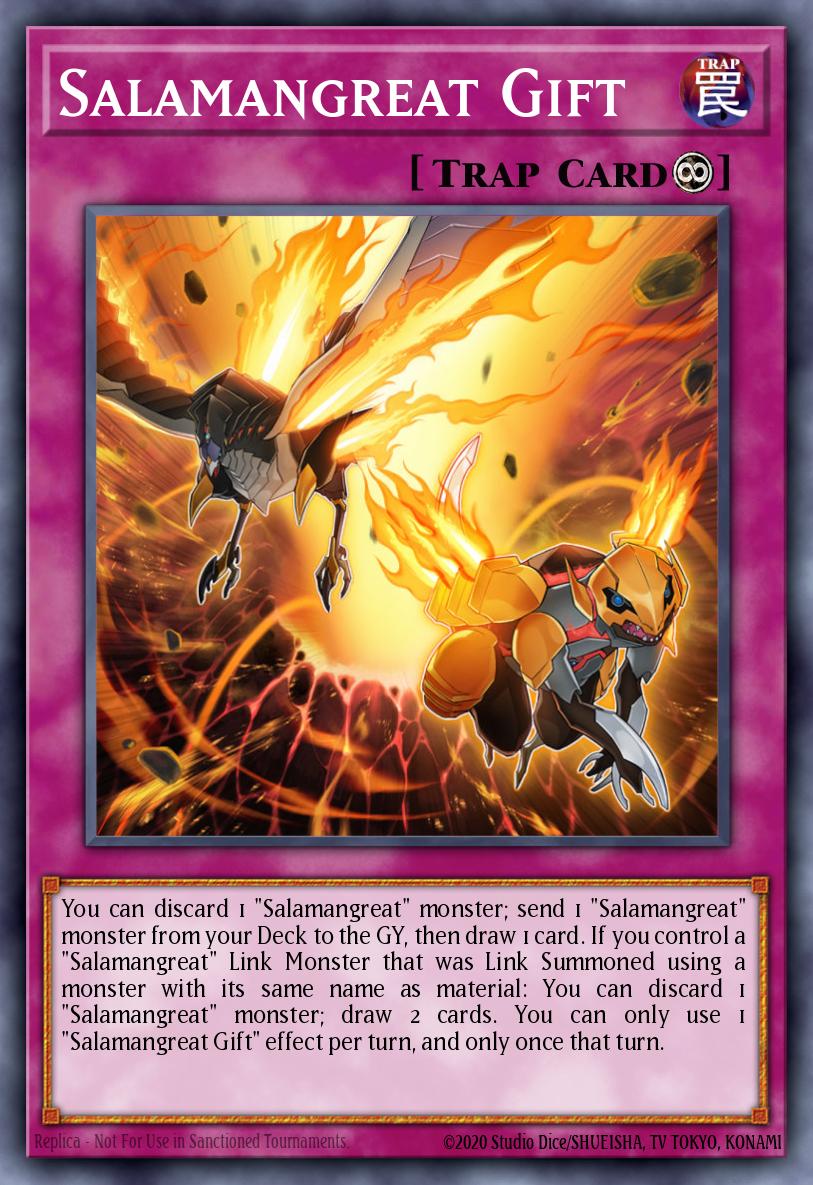 Salamangreat Gift
TRAP
罠
[Trap Card∞]
You can discard 1 "Salamangreat" monster; send 1 "Salamangreat"
monster from your Deck to the GY, then draw 1 card. If you control a
"Salamangreat" Link Monster that was Link Summoned using a
monster with its same name as material: You can discard 1
"Salamangreat" monster; draw 2 cards. You can only use 1
"Salamangreat Gift" effect per turn, and only once that turn.
Replica - Not For Use in Sanctioned Tournaments.
©2020 Studio Dice/SHUEISHA, TV TOKYO, KONAMI